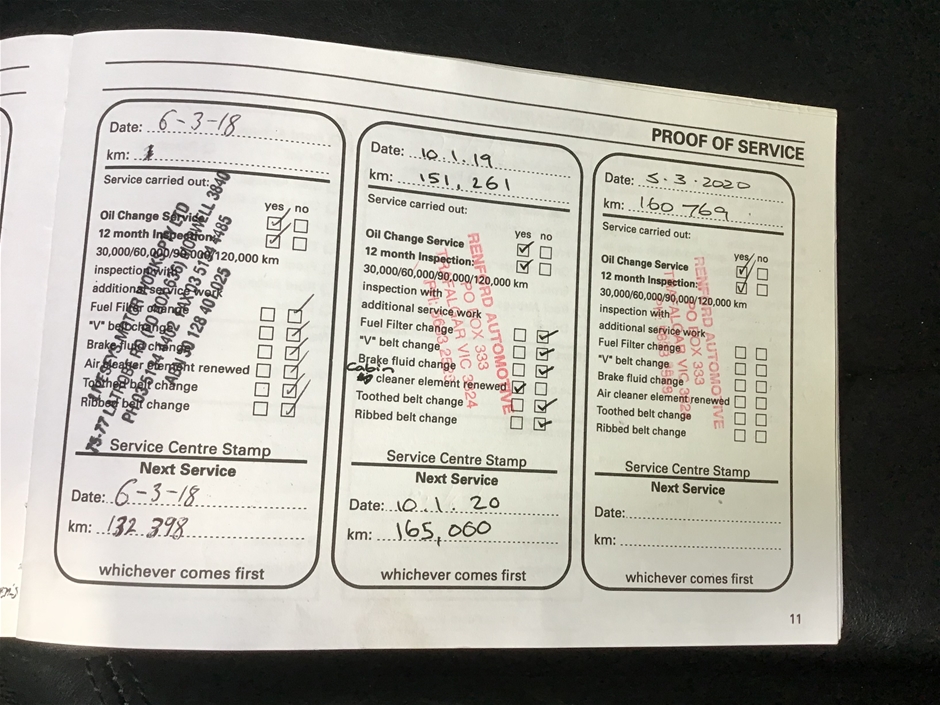 PROOF OF SERVICE
Date: 6-3-18
km:
Service carried out:
yes no
Oil Change Service
12 month Inspection:
30,000/60,000/90,000/120,000 km
inspection with
additional service work
Fuel Filter change
"V" belt change
Brake fluid change
Air cleaner element renewed
Toothed belt change
Ribbed belt change
Service Centre Stamp
Next Service
Date: 6-3-18
km: 132 398
whichever comes first
Date: 10.1.19
km: 151,261
Service carried out:
yes no
Oil Change Service
12 month Inspection:
30,000/60,000/90,000/120,000 km
inspection with
additional service work
Fuel Filter change
"V" belt change
Brake fluid change
Cabin
cleaner element renewed
Toothed belt change
Ribbed belt change
RENFORD AUTOMOTIVE
PO BOX 333
TRAFALGAR VIC 3824
Service Centre Stamp
Next Service
Date: 10.1.20
km: 165,000
whichever comes first
Date: 5.3.2020
km: 160 769
Service carried out:
yes no
Oil Change Service
12 month Inspection:
30,000/60,000/90,000/120,000 km
inspection with
additional service work
Fuel Filter change
"V" belt change
Brake fluid change
Air cleaner element renewed
Toothed belt change
Ribbed belt change
RENFORD AUTOMOTIVE
PO BOX 333
TRAFALGAR VIC
Service Centre Stamp
Next Service
Date:
km:
whichever comes first
11